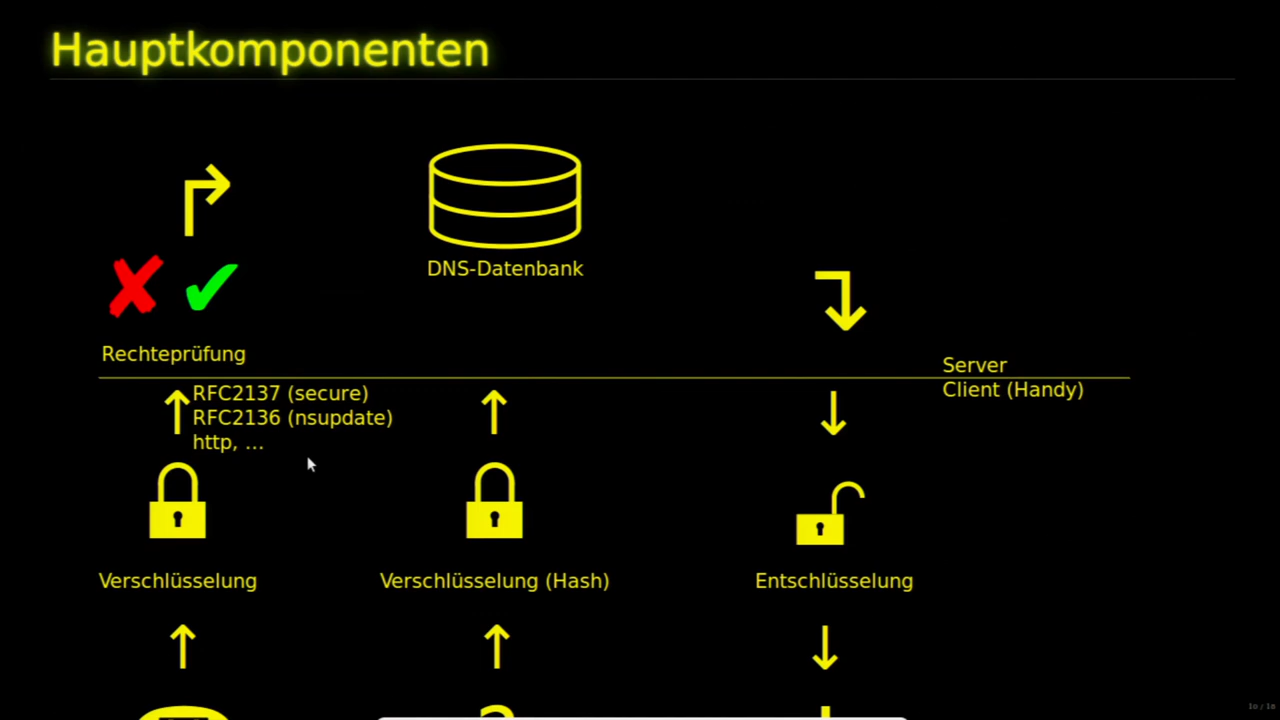 Hauptkomponenten
DNS-Datenbank
Rechteprüfung
Server
Client (Handy)
RFC2137 (secure)
RFC2136 (nsupdate)
http, ...
Verschlüsselung
Verschlüsselung (Hash)
Entschlüsselung